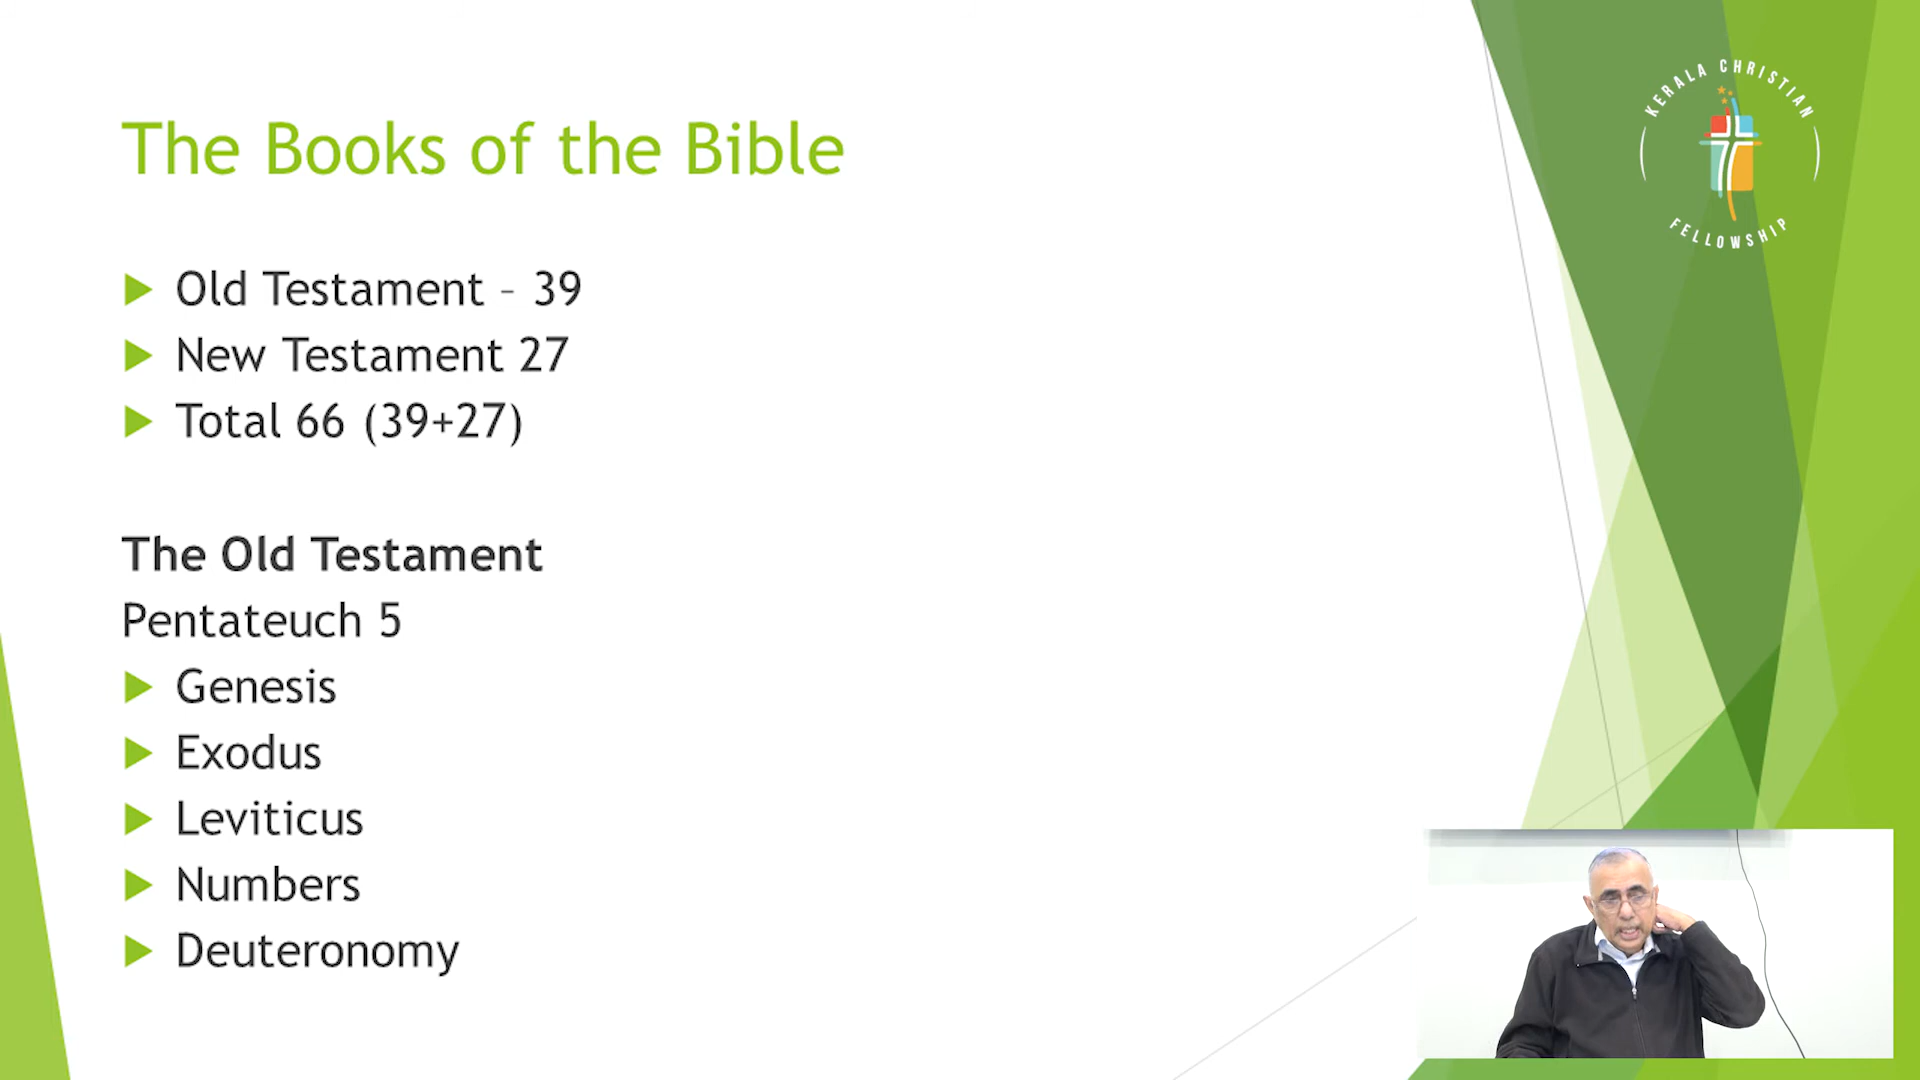 The Books of the Bible
KERALA CHRISTIAN
FELLOWSHIP
Old Testament – 39
New Testament 27
Total 66 (39+27)
The Old Testament
Pentateuch 5
Genesis
Exodus
Leviticus
Numbers
Deuteronomy